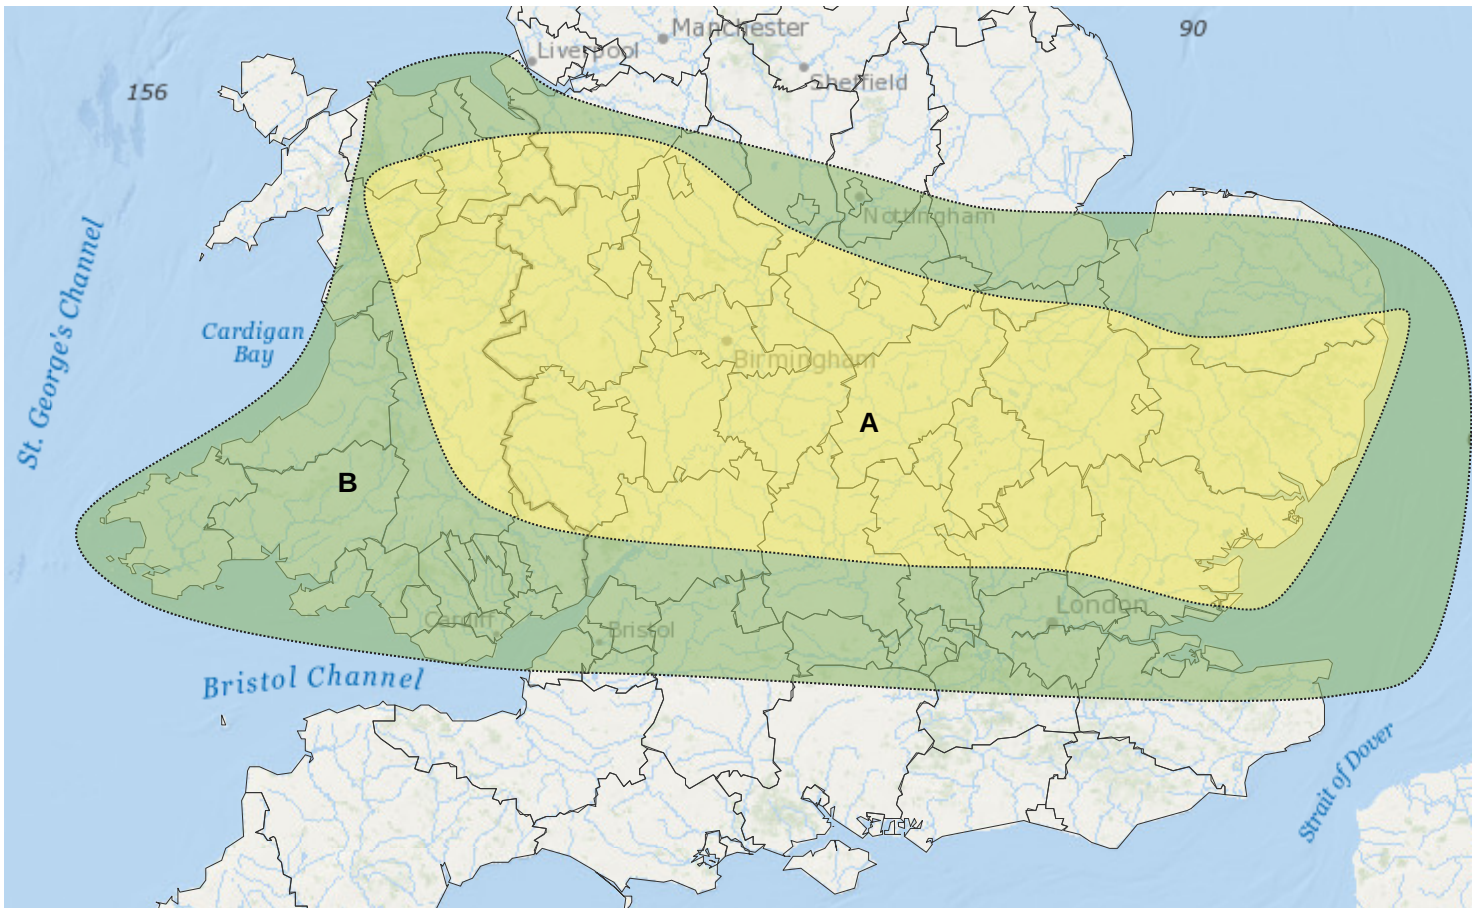 Manchester
90
Liverpool
Sheffield
156
Nottingham
St. George's Channel
Cardigan
Bay
Birmingham
A
B
London
Cardiff
Bristol
Bristol Channel
Strait of Dover